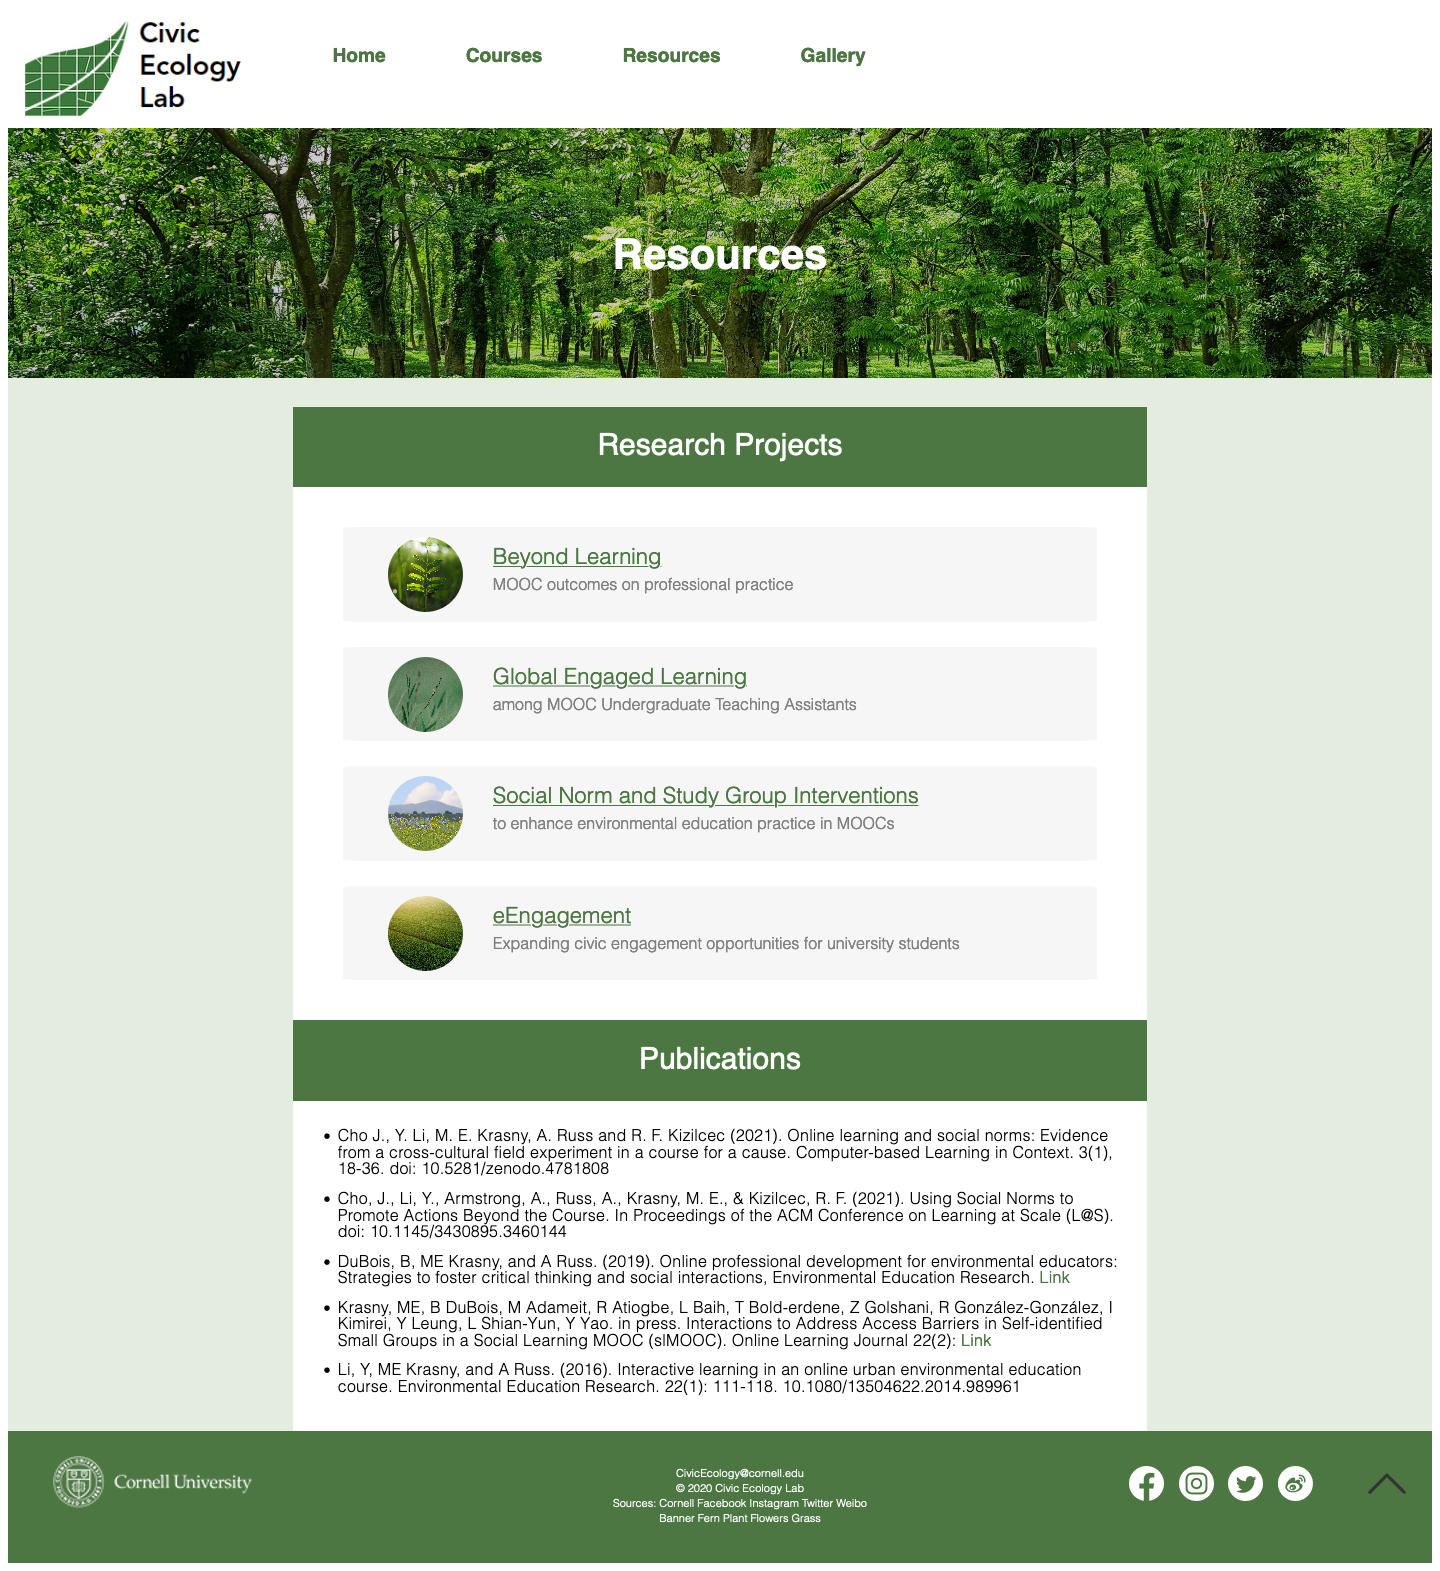 Civic
Ecology
Lab
Home
Courses
Resources
Gallery
Resources
Research Projects
Beyond Learning
MOOC outcomes on professional practice
Global Engaged Learning
among MOOC Undergraduate Teaching Assistants
Social Norm and Study Group Interventions
to enhance environmental education practice in MOOCs
eEngagement
Expanding civic engagement opportunities for university students
Publications
• Cho J., Y. Li, M. E. Krasny, A. Russ and R. F. Kizilcec (2021). Online learning and social norms: Evidence
from a cross-cultural field experiment in a course for a cause. Computer-based Learning in Context. 3(1),
18-36. doi: 10.5281/zenodo.4781808
• Cho, J., Li, Y., Armstrong, A., Russ, A., Krasny, M. E., & Kizilcec, R. F. (2021). Using Social Norms to
Promote Actions Beyond the Course. In Proceedings of the ACM Conference on Learning at Scale (L@S).
doi: 10.1145/3430895.3460144
• DuBois, B, ME Krasny, and A Russ. (2019). Online professional development for environmental educators:
Strategies to foster critical thinking and social interactions, Environmental Education Research. Link
• Krasny, ME, B DuBois, M Adameit, R Atiogbe, L Baih, T Bold-erdene, Z Golshani, R González-González, I
Kimirei, Y Leung, L Shian-Yun, Y Yao. in press. Interactions to Address Access Barriers in Self-identified
Small Groups in a Social Learning MOOC (slMOOC). Online Learning Journal 22(2): Link
• Li, Y, ME Krasny, and A Russ. (2016). Interactive learning in an online urban environmental education
course. Environmental Education Research. 22(1): 111-118. 10.1080/13504622.2014.989961
Cornell University
CivicEcology@cornell.edu
© 2020 Civic Ecology Lab
Sources: Cornell Facebook Instagram Twitter Weibo
Banner Fern Plant Flowers Grass